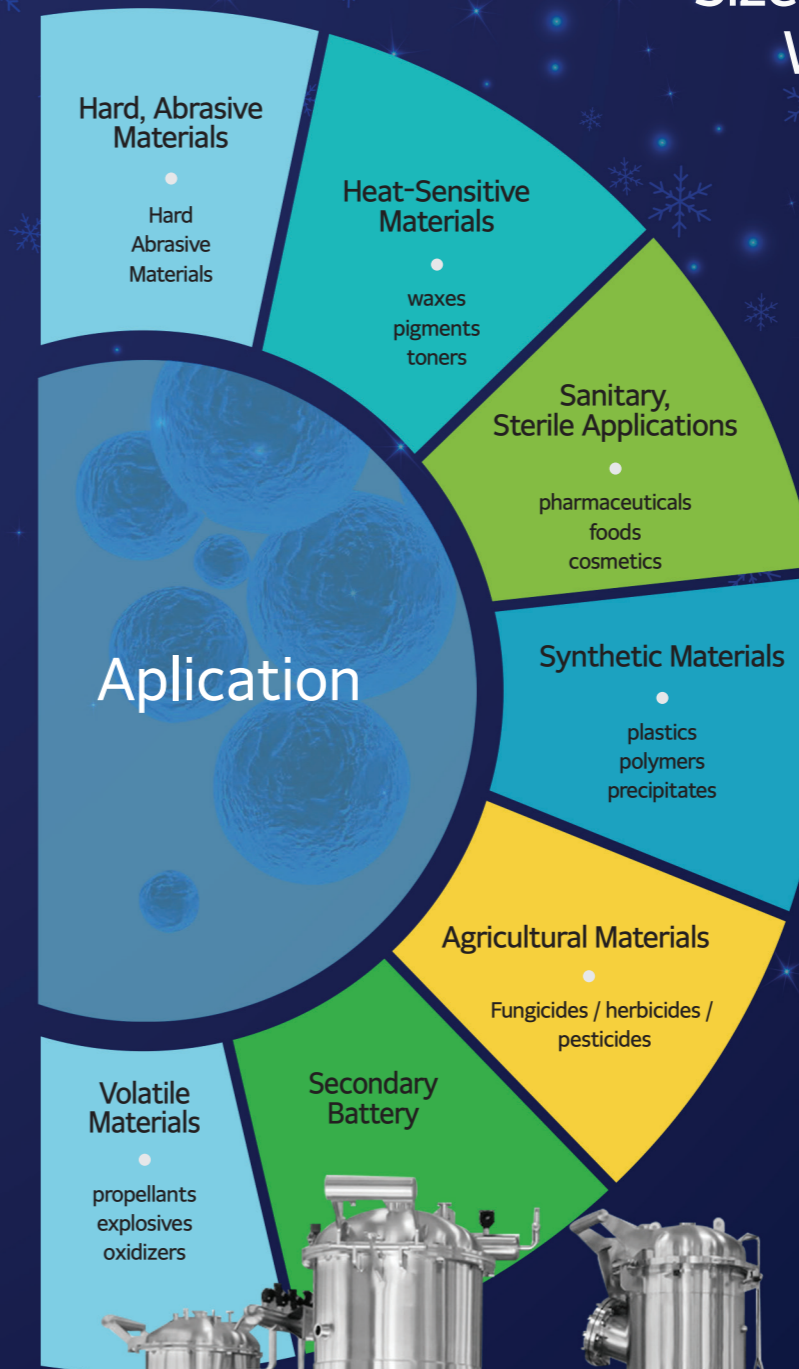 Hard, Abrasive
Materials
Hard
Abrasive
Materials
Heat-Sensitive
Materials
waxes
pigments
toners
Sanitary,
Sterile Applications
pharmaceuticals
foods
cosmetics
Aplication
Synthetic Materials
plastics
polymers
precipitates
Agricultural Materials
Fungicides / herbicides /
pesticides
Secondary
Battery
Volatile
Materials
propellants
explosives
oxidizers